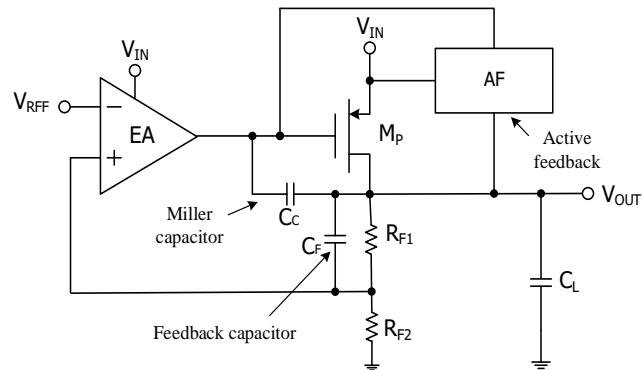 V_IN
V_IN
AF
V_RFF
−
EA
+
M_P
Active
feedback
Miller
capacitor
C_C
V_OUT
C_F
R_F1
C_L
Feedback capacitor
R_F2